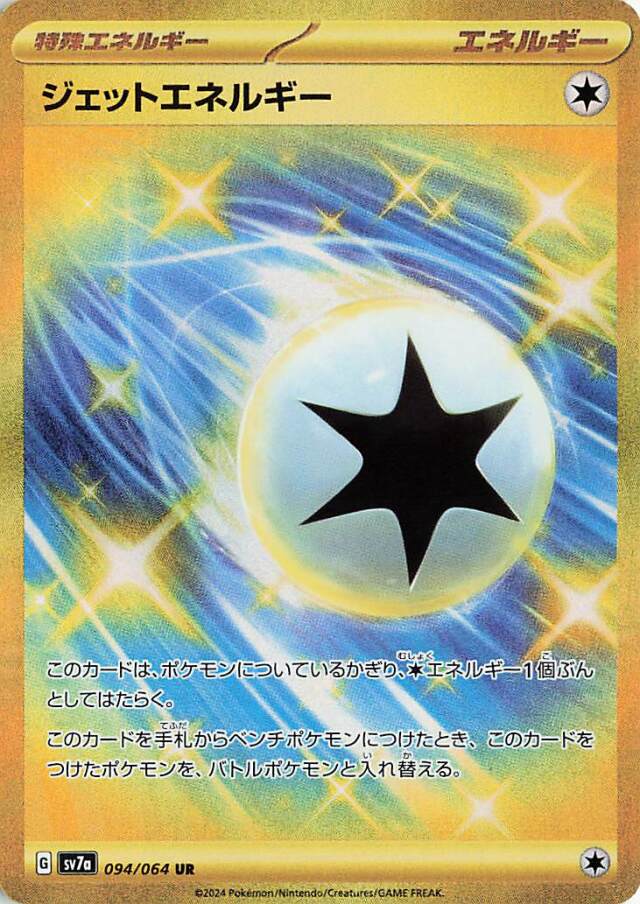 特殊エネルギー
エネルギー
ジェットエネルギー
このカードは、ポケモンについているかぎり、エネルギー1個ぶん
としてはたらく。
このカードを手札からベンチポケモンにつけたとき、このカードを
つけたポケモンを、バトルポケモンと入れ替える。
G sv7a 094/064 UR
©2024 Pokémon/Nintendo/Creatures/GAME FREAK.